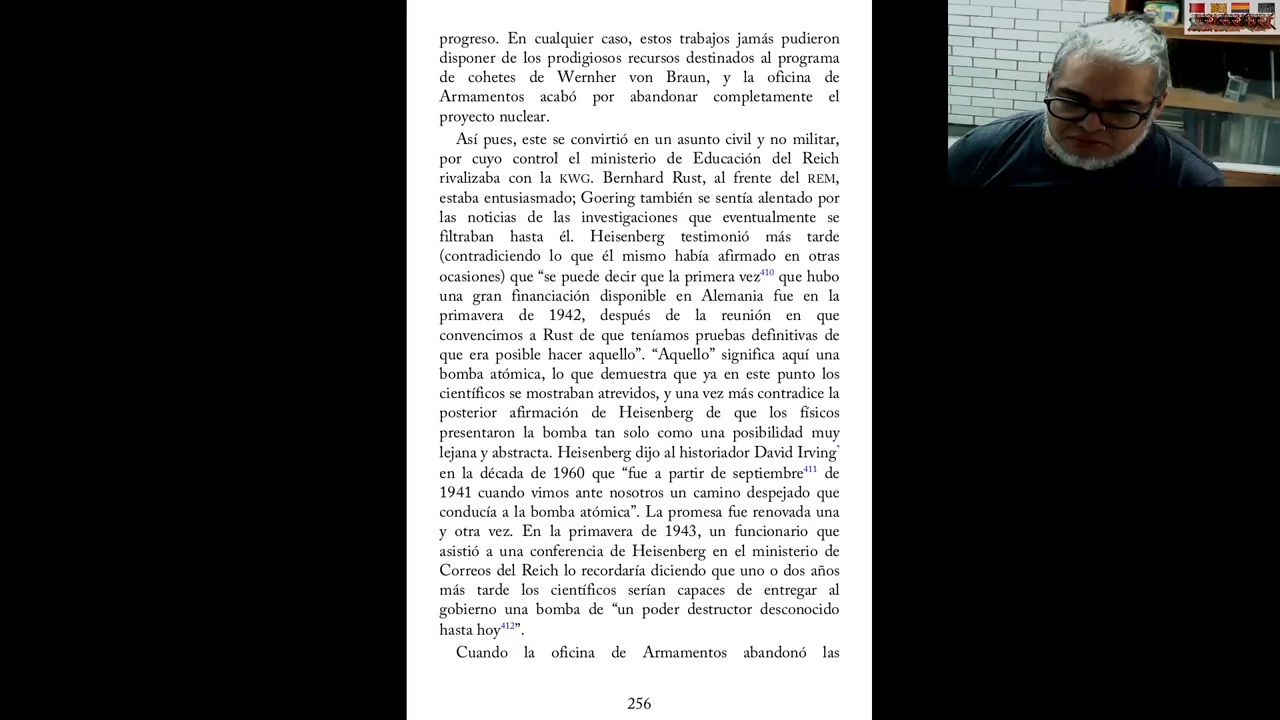 progreso. En cualquier caso, estos trabajos jamás pudieron
disponer de los prodigiosos recursos destinados al programa
de cohetes de Wernher von Braun, y la oficina de
Armamentos acabó por abandonar completamente el
proyecto nuclear.
Así pues, este se convirtió en un asunto civil y no militar,
por cuyo control el ministerio de Educación del Reich
rivalizaba con la KWG. Bernhard Rust, al frente del REM,
estaba entusiasmado; Goering también se sentía alentado por
las noticias de las investigaciones que eventualmente se
filtraban hasta él. Heisenberg testimonió más tarde
(contradiciendo lo que él mismo había afirmado en otras
ocasiones) que “se puede decir que la primera vez410 que hubo
una gran financiación disponible en Alemania fue en la
primavera de 1942, después de la reunión en que
convencimos a Rust de que teníamos pruebas definitivas de
que era posible hacer aquello”. “Aquello” significa aquí una
bomba atómica, lo que demuestra que ya en este punto los
científicos se mostraban atrevidos, y una vez más contradice la
posterior afirmación de Heisenberg de que los físicos
presentaron la bomba tan solo como una posibilidad muy
lejana y abstracta. Heisenberg dijo al historiador David Irving*
en la década de 1960 que “fue a partir de septiembre411 de
1941 cuando vimos ante nosotros un camino despejado que
conducía a la bomba atómica”. La promesa fue renovada una
y otra vez. En la primavera de 1943, un funcionario que
asistió a una conferencia de Heisenberg en el ministerio de
Correos del Reich lo recordaría diciendo que uno o dos años
más tarde los científicos serían capaces de entregar al
gobierno una bomba de “un poder destructor desconocido
hasta hoy412”.
Cuando la oficina de Armamentos abandonó las
256